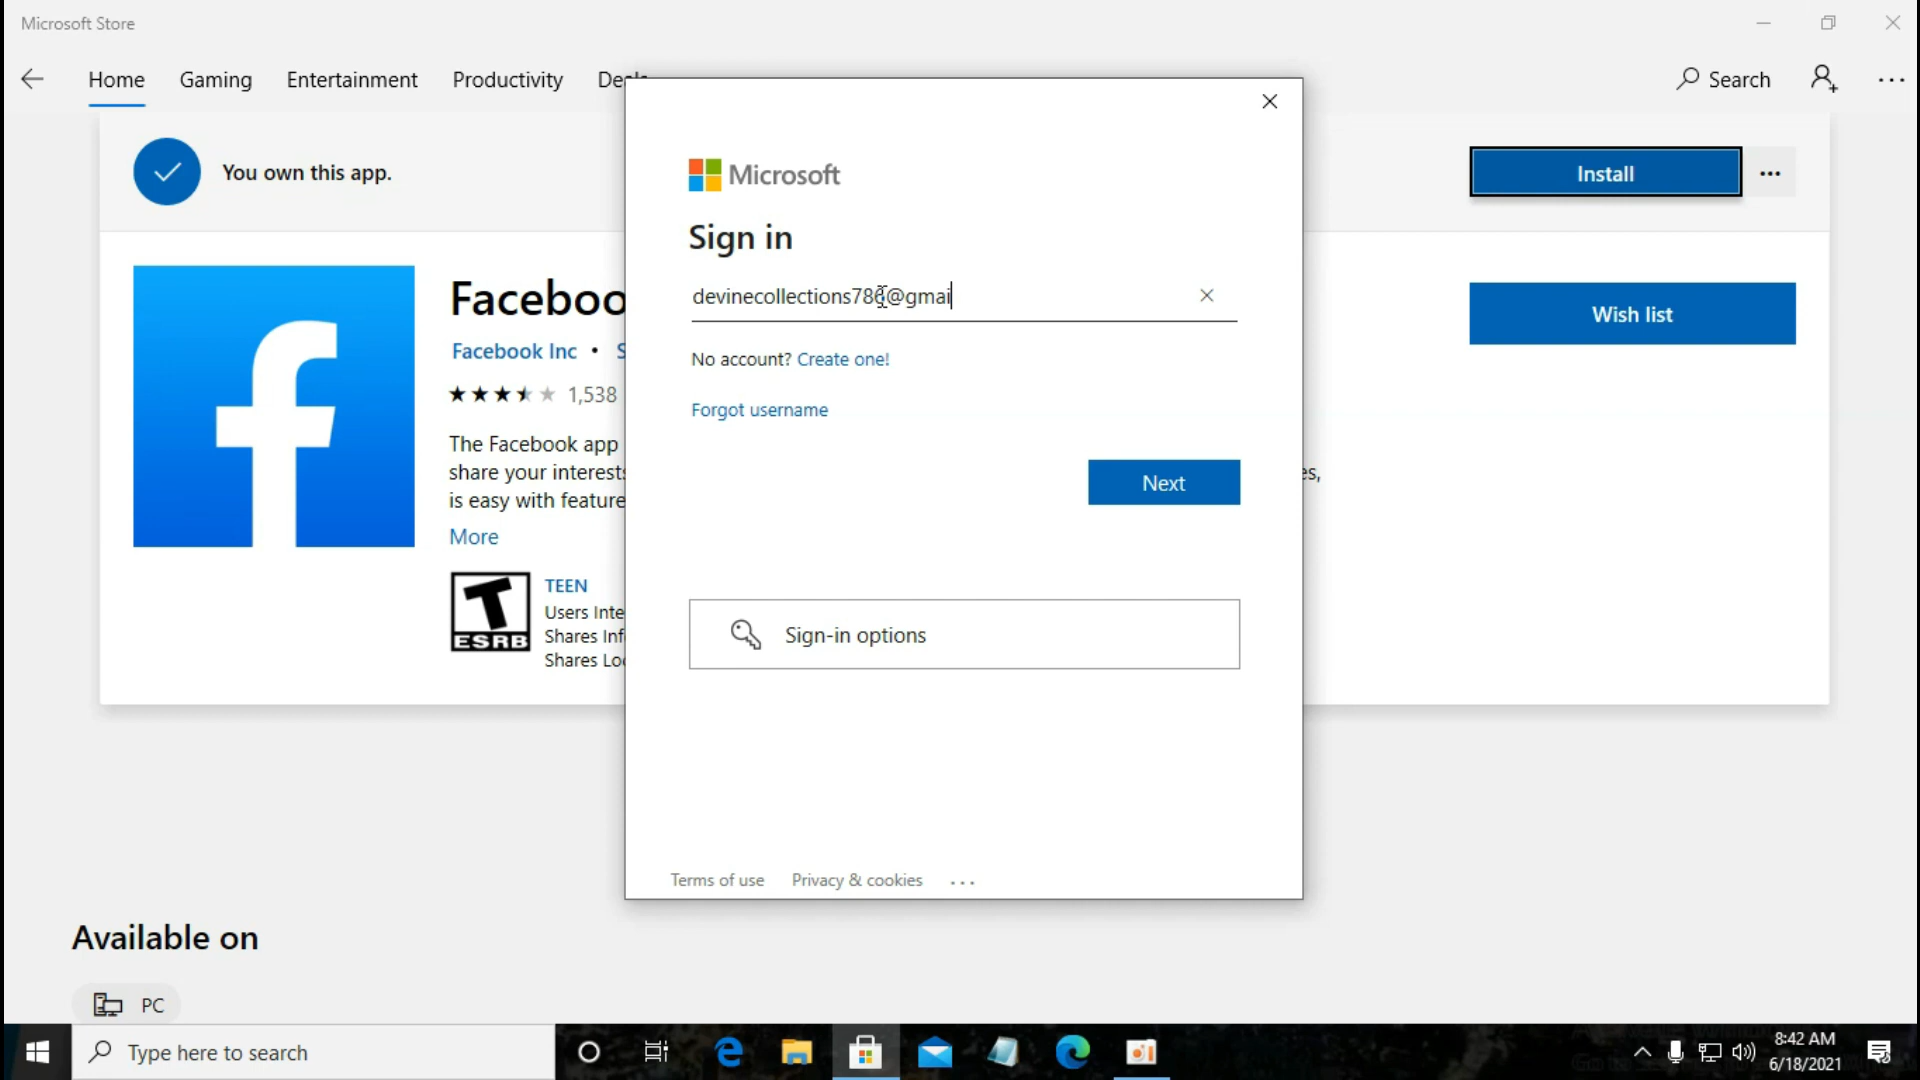 Microsoft Store
Home Gaming Entertainment Productivity Deals
Search
You own this app.
Install
Microsoft
Sign in
devinecollections786@gmai
No account? Create one!
Forgot username
Next
Sign-in options
Terms of use Privacy & cookies
Faceboo
Facebook Inc • S
1,538
The Facebook app
share your interests
is easy with feature
es,
More
Wish list
T
ESRB
TEEN
Users Inte
Shares Inf
Shares Lo
Available on
PC
Type here to search
8:42 AM
6/18/2021